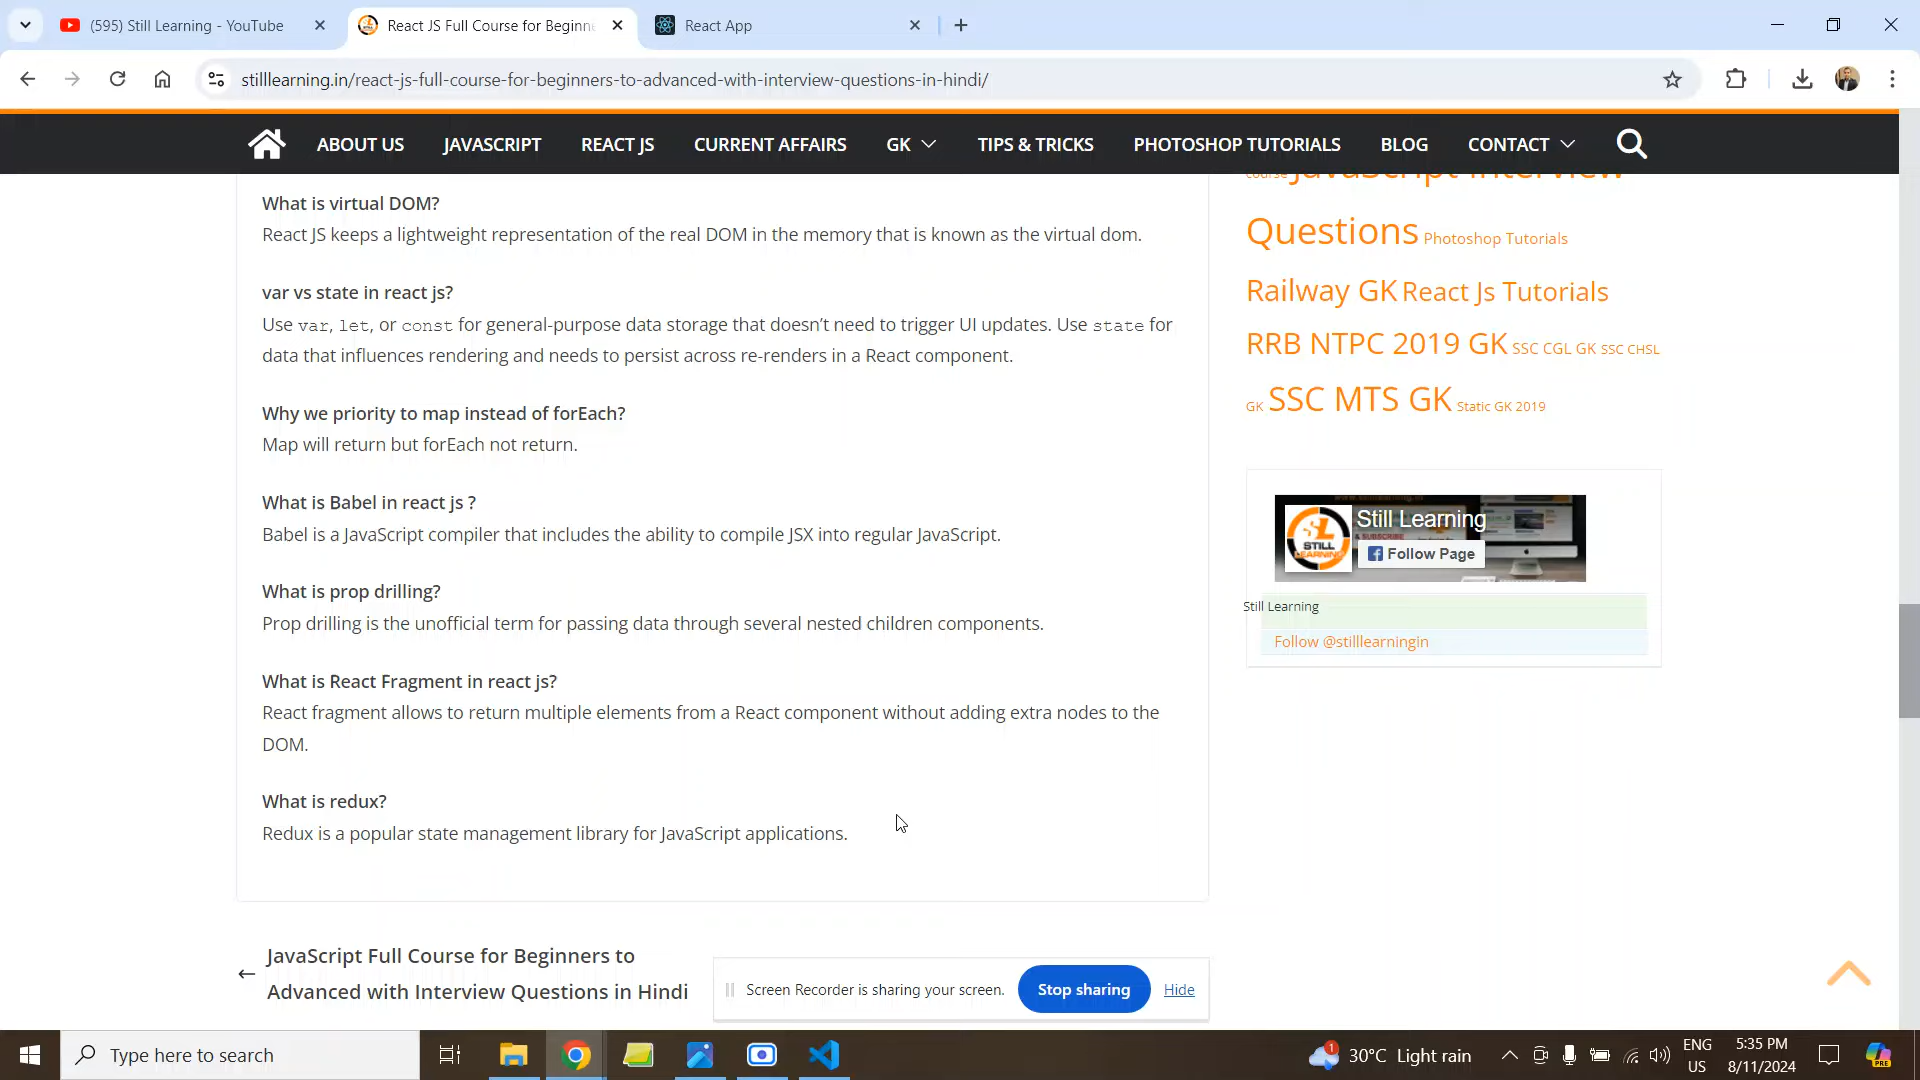 (595) Still Learning - YouTube
React JS Full Course for Beginn
React App
stilllearning.in/react-js-full-course-for-beginners-to-advanced-with-interview-questions-in-hindi/
ABOUT US
JAVASCRIPT
REACT JS
CURRENT AFFAIRS
GK
TIPS & TRICKS
PHOTOSHOP TUTORIALS
BLOG
CONTACT
What is virtual DOM?
React JS keeps a lightweight representation of the real DOM in the memory that is known as the virtual dom.
var vs state in react js?
Use var, let, or const for general-purpose data storage that doesn’t need to trigger UI updates. Use state for
data that influences rendering and needs to persist across re-renders in a React component.
Why we priority to map instead of forEach?
Map will return but forEach not return.
What is Babel in react js ?
Babel is a JavaScript compiler that includes the ability to compile JSX into regular JavaScript.
What is prop drilling?
Prop drilling is the unofficial term for passing data through several nested children components.
What is React Fragment in react js?
React fragment allows to return multiple elements from a React component without adding extra nodes to the
DOM.
What is redux?
Redux is a popular state management library for JavaScript applications.
course JavaScript Interview
Questions Photoshop Tutorials
Railway GK React Js Tutorials
RRB NTPC 2019 GK SSC CGL GK SSC CHSL
GK SSC MTS GK Static GK 2019
Still Learning
Follow Page
STILL
LEARNING
Still Learning
Follow @stilllearningin
JavaScript Full Course for Beginners to
Advanced with Interview Questions in Hindi
Screen Recorder is sharing your screen.
Stop sharing
Hide
Type here to search
1
30°C Light rain
ENG
US
5:35 PM
8/11/2024
PRE